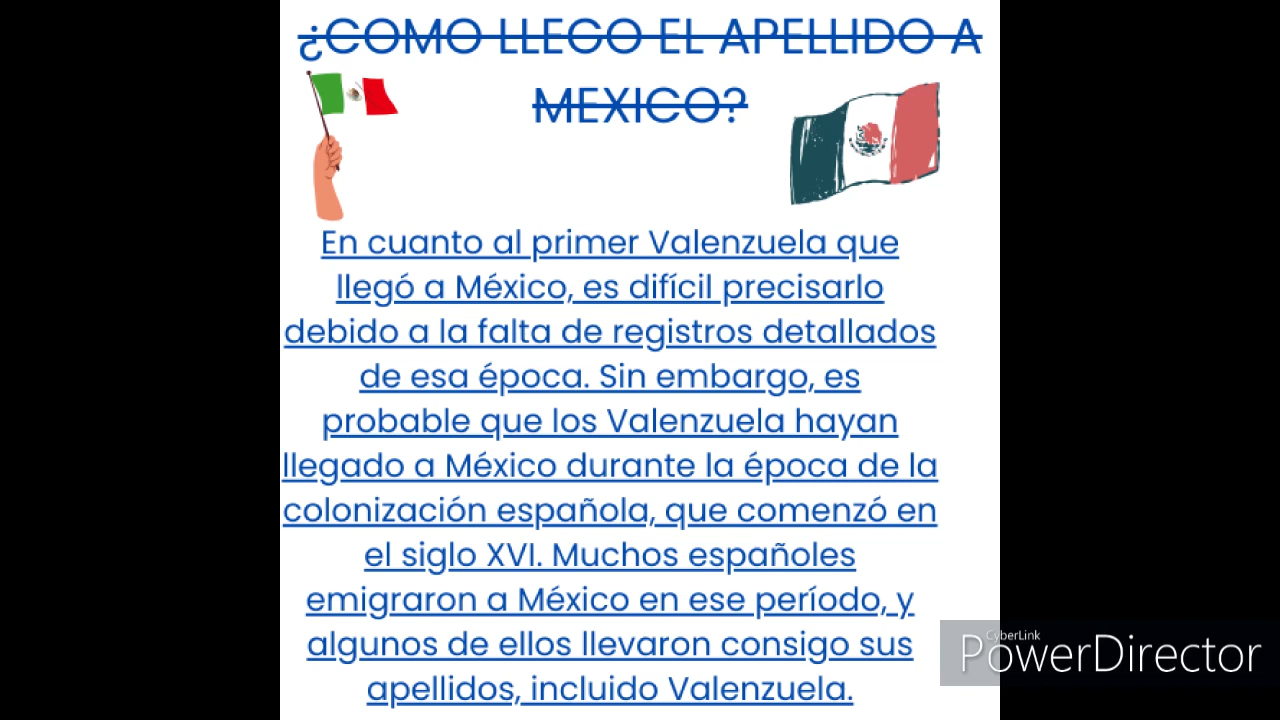 ¿COMO LLEGO EL APELLIDO A
MEXICO?
En cuanto al primer Valenzuela que
llegó a México, es difícil precisarlo
debido a la falta de registros detallados
de esa época. Sin embargo, es
probable que los Valenzuela hayan
llegado a México durante la época de la
colonización española, que comenzó en
el siglo XVI. Muchos españoles
emigraron a México en ese período, y
algunos de ellos llevaron consigo sus
apellidos, incluido Valenzuela.
CyberLink
PowerDirector